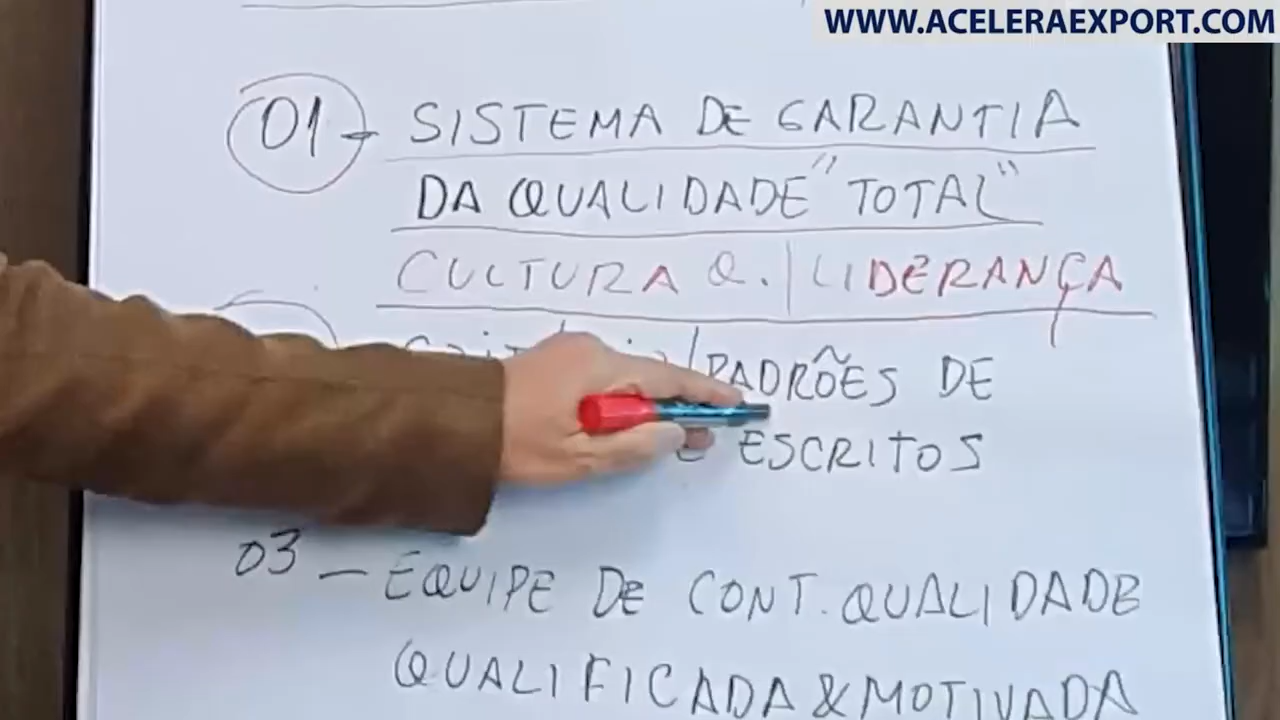 WWW.ACELERAEXPORT.COM
01 - SISTEMA DE GARANTIA
DA QUALIDADE "TOTAL"
CULTURA Q. | LIDERANÇA
PADRÕES DE
E ESCRITOS
03 - EQUIPE DE CONT. QUALIDADE
QUALIFICADA & MOTIVADA